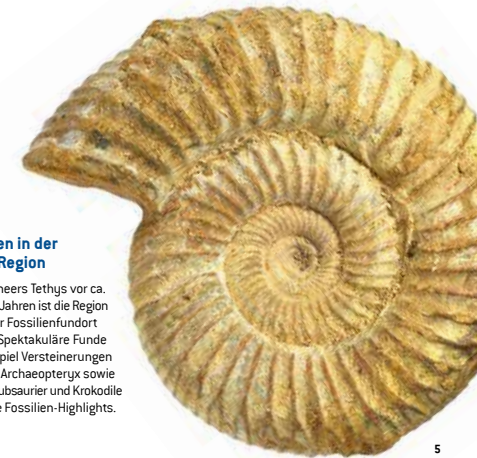 en in der
Region
neers Tethys vor ca.
Jahren ist die Region
r Fossilienfundort
Spektakuläre Funde
piel Versteinerungen
Archaeopteryx sowie
ubsaurier und Krokodile
e Fossilien-Highlights.
5